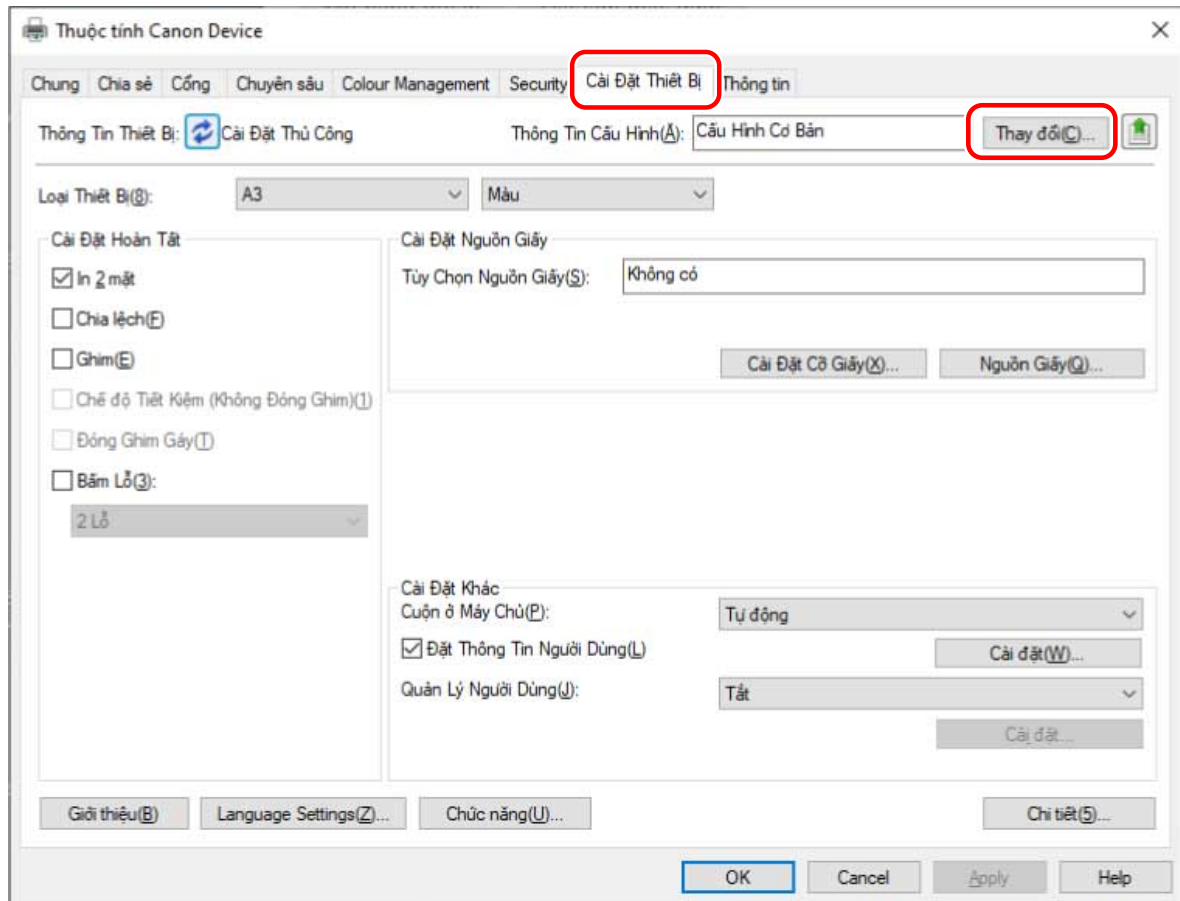 Thuộc tính Canon Device
Chung Chia sẻ Cổng Chuyên sâu Colour Management Security Cài Đặt Thiết Bị Thông tin
Thông Tin Thiết Bị: Cài Đặt Thủ Công Thông Tin Cấu Hình(Ă): Cấu Hình Cơ Bản Thay đổi(C)...
Loại Thiết Bị(8): A3 Màu
Cài Đặt Hoàn Tất
In 2 mặt
Chia lệch(F)
Ghim(E)
Chế độ Tiết Kiệm (Không Đóng Ghim)(1)
Đóng Ghim Gáy(T)
Bấm Lỗ(3):
2 Lỗ
Cài Đặt Nguồn Giấy
Tùy Chọn Nguồn Giấy(S): Không có
Cài Đặt Cỡ Giấy(X)... Nguồn Giấy(Q)...
Cài Đặt Khác
Cuộn ở Máy Chủ(P): Tự động
Đặt Thông Tin Người Dùng(L) Cài đặt(W)...
Quản Lý Người Dùng(J): Tắt
Cài đặt...
Giới thiệu(B) Language Settings(Z)... Chức năng(U)... Chi tiết(5)...
OK Cancel Apply Help